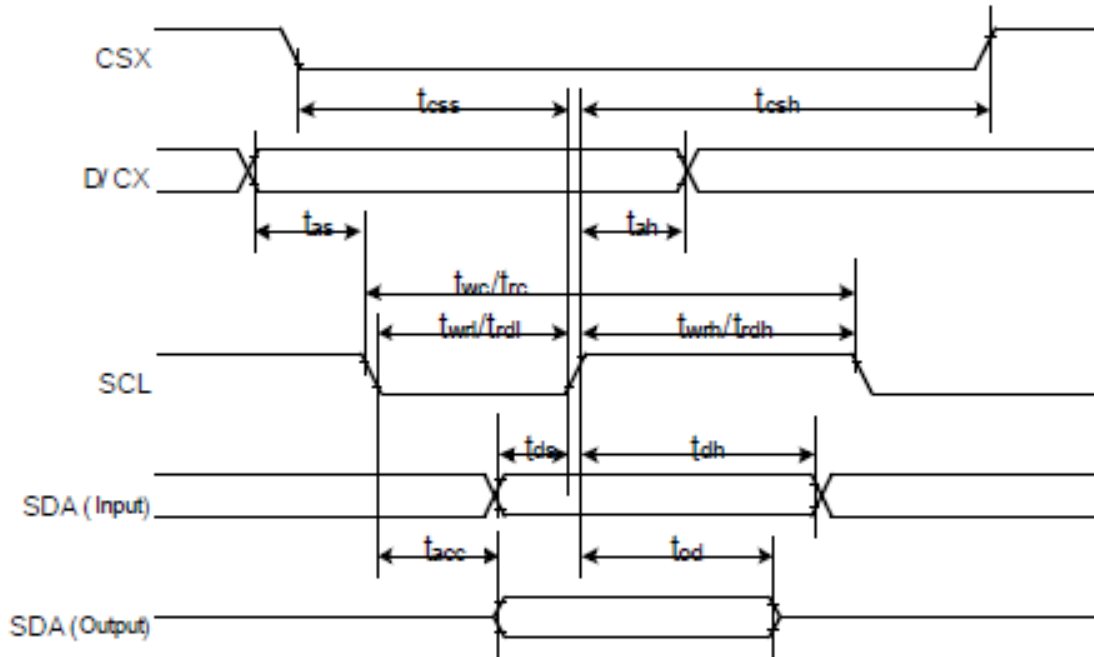 CSX
tcss
tcsh
D/ CX
tas
tah
twc/trc
twrl/trdl
twrh/trdh
SCL
tds
tdh
SDA ( Input)
tacc
tod
SDA (Output)